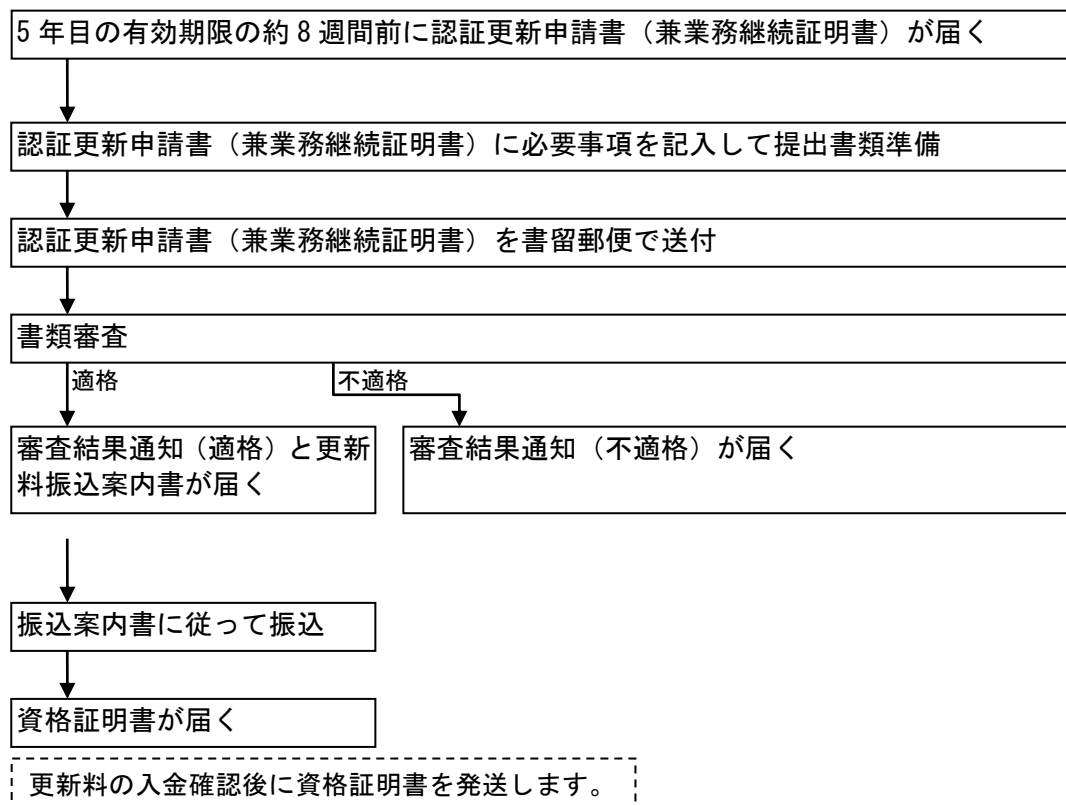 5年目の有効期限の約8週間前に認証更新申請書（兼業務継続証明書）が届く
認証更新申請書（兼業務継続証明書）に必要事項を記入して提出書類準備
認証更新申請書（兼業務継続証明書）を書留郵便で送付
書類審査
適格
不適格
審査結果通知（適格）と更新
料振込案内書が届く
審査結果通知（不適格）が届く
振込案内書に従って振込
資格証明書が届く
更新料の入金確認後に資格証明書を発送します。